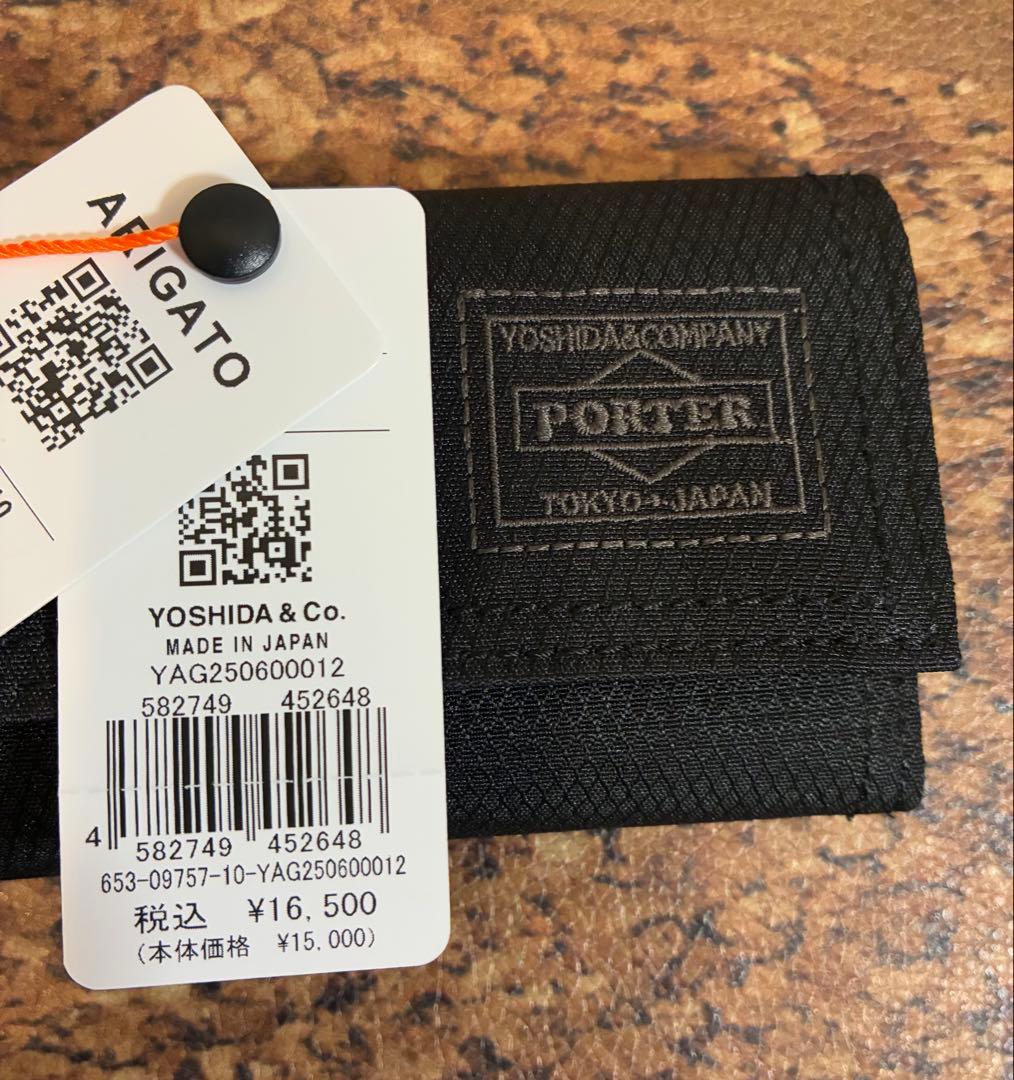 ARIGATO
YOSHIDA & Co.
MADE IN JAPAN
YAG250600012
582749 452648
4 582749 452648
653-09757-10-YAG250600012
税込 ¥16,500
(本体価格 ¥15,000)
YOSHIDA&COMPANY
PORTER
TOKYO-JAPAN